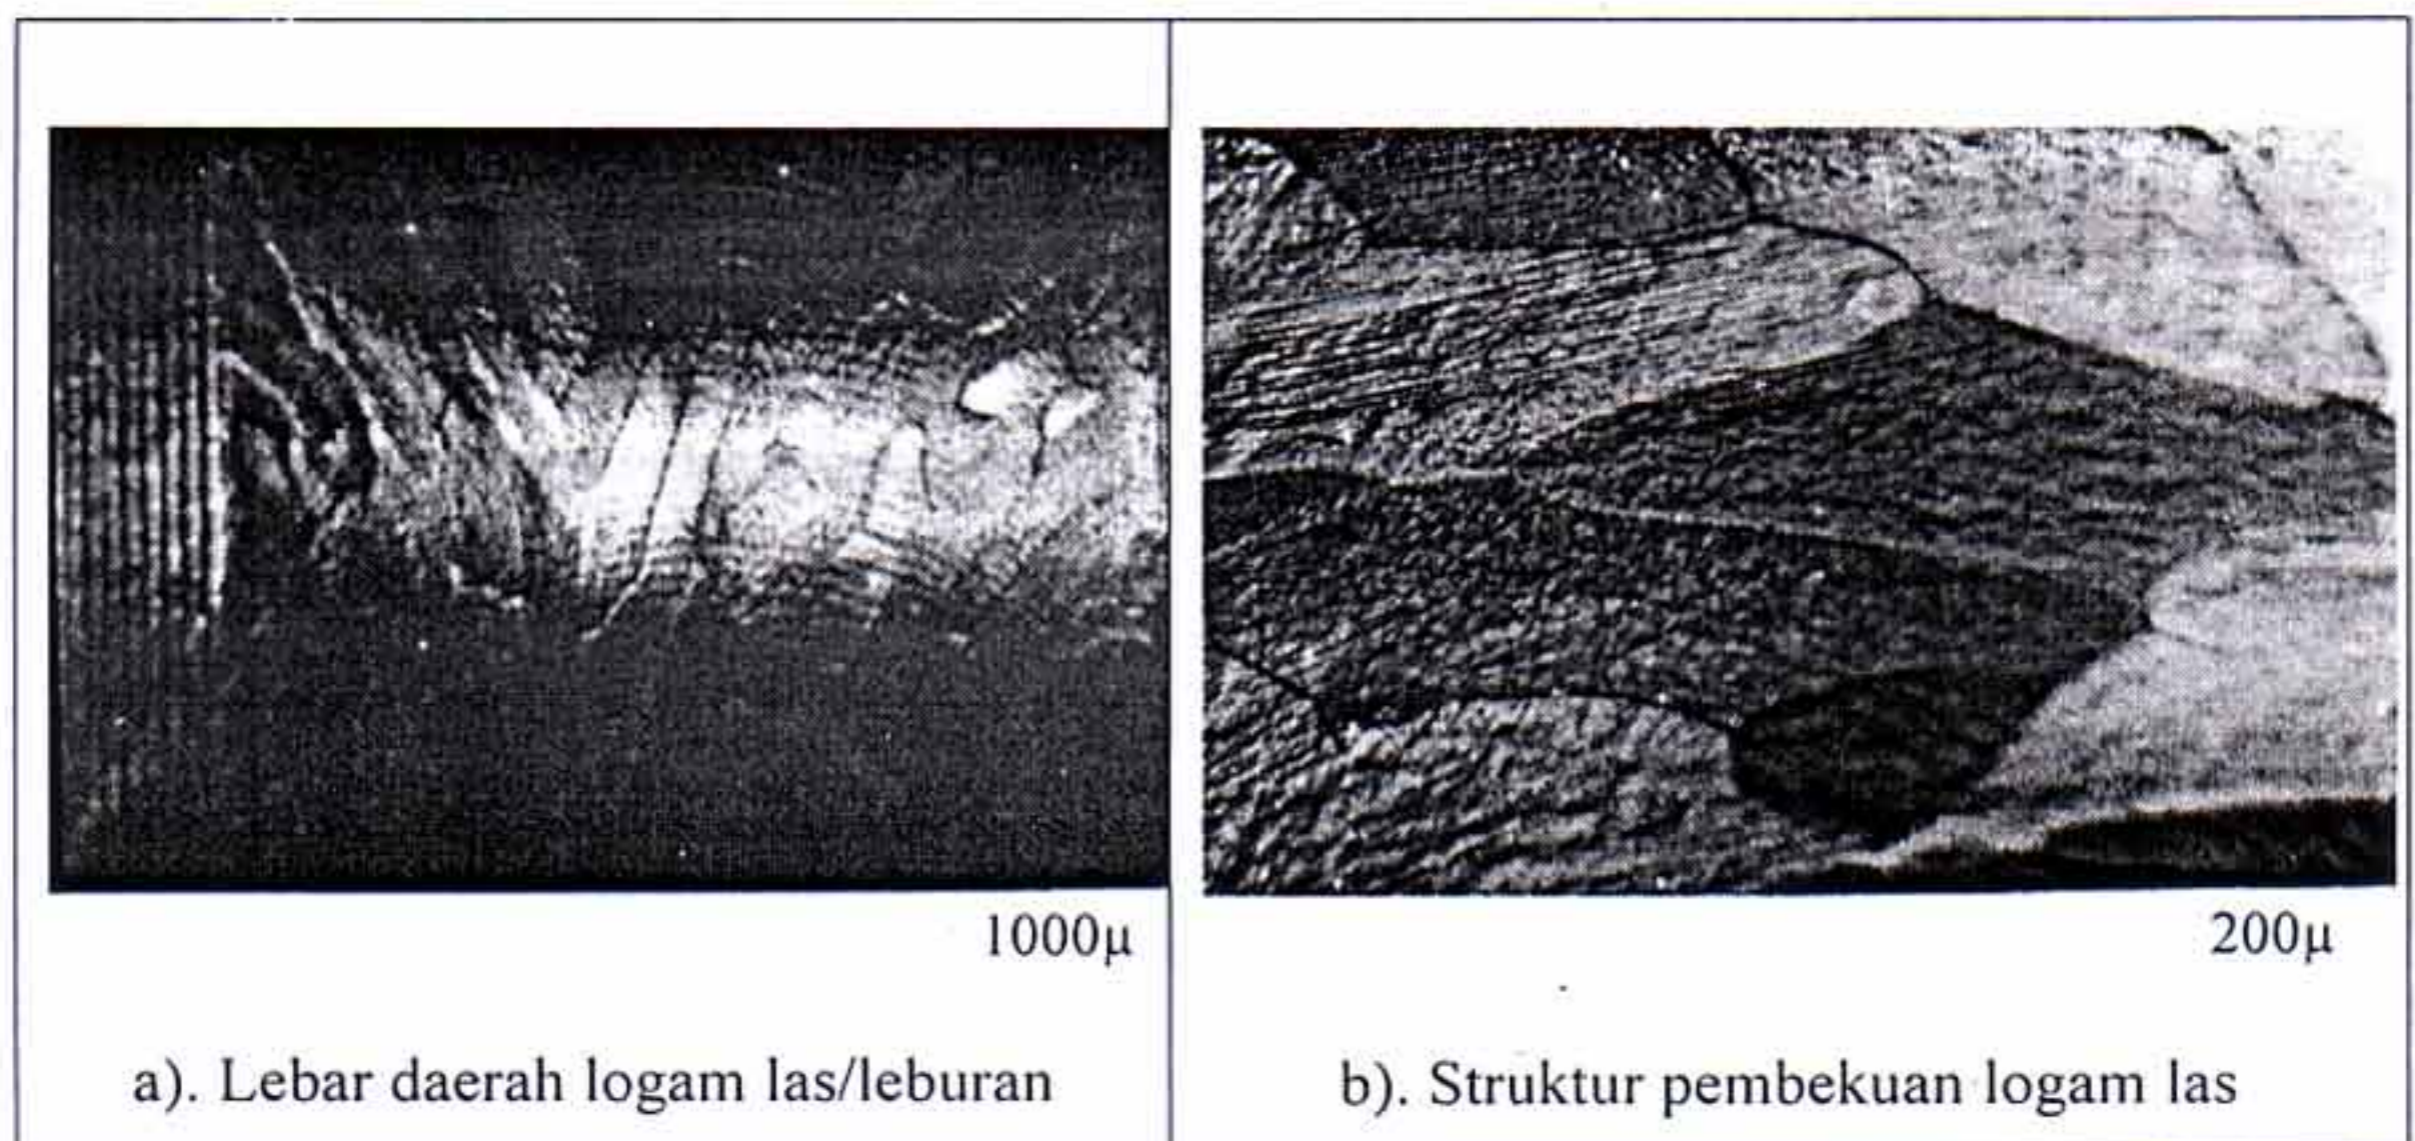 1000μ
200μ
a). Lebar daerah logam las/leburan
b). Struktur pembekuan logam las